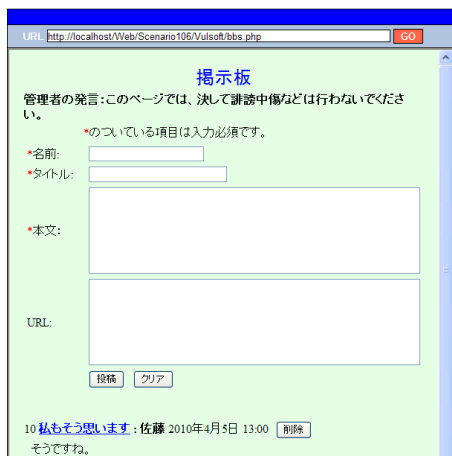 URL http://localhost/Web/Scenario106/Vulsoft/bbs.php GO
掲示板
管理者の発言:このページでは、決して誹謗中傷などは行わないでくださ
い。
*のついている項目は入力必須です。
*名前:
*タイトル:
*本文:
URL:
投稿 クリア
10 私もそう思います : 佐藤 2010年4月5日 13:00 削除
そうですね。